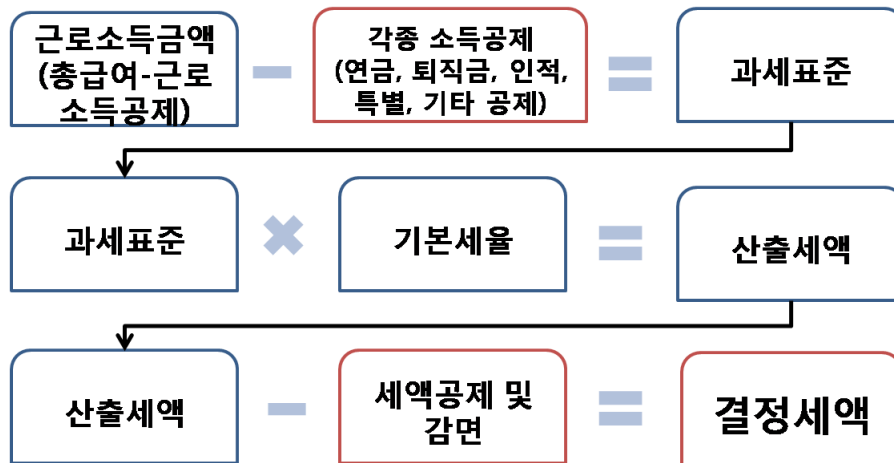 근로소득금액
(총급여-근로
소득공제)
각종 소득공제
(연금, 퇴직금, 인적,
특별, 기타 공제)
과세표준
과세표준
기본세율
산출세액
산출세액
세액공제 및
감면
결정세액